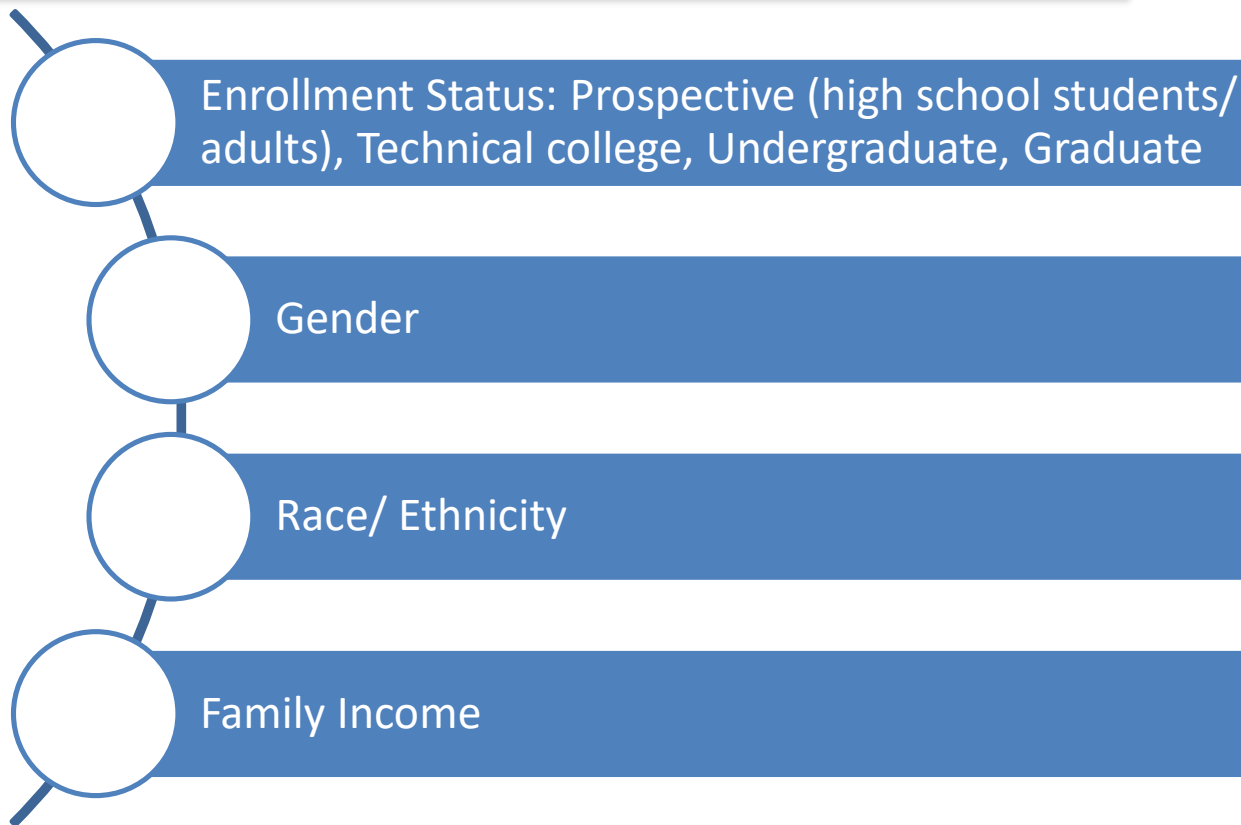 Enrollment Status: Prospective (high school students/
adults), Technical college, Undergraduate, Graduate
Gender
Race/ Ethnicity
Family Income